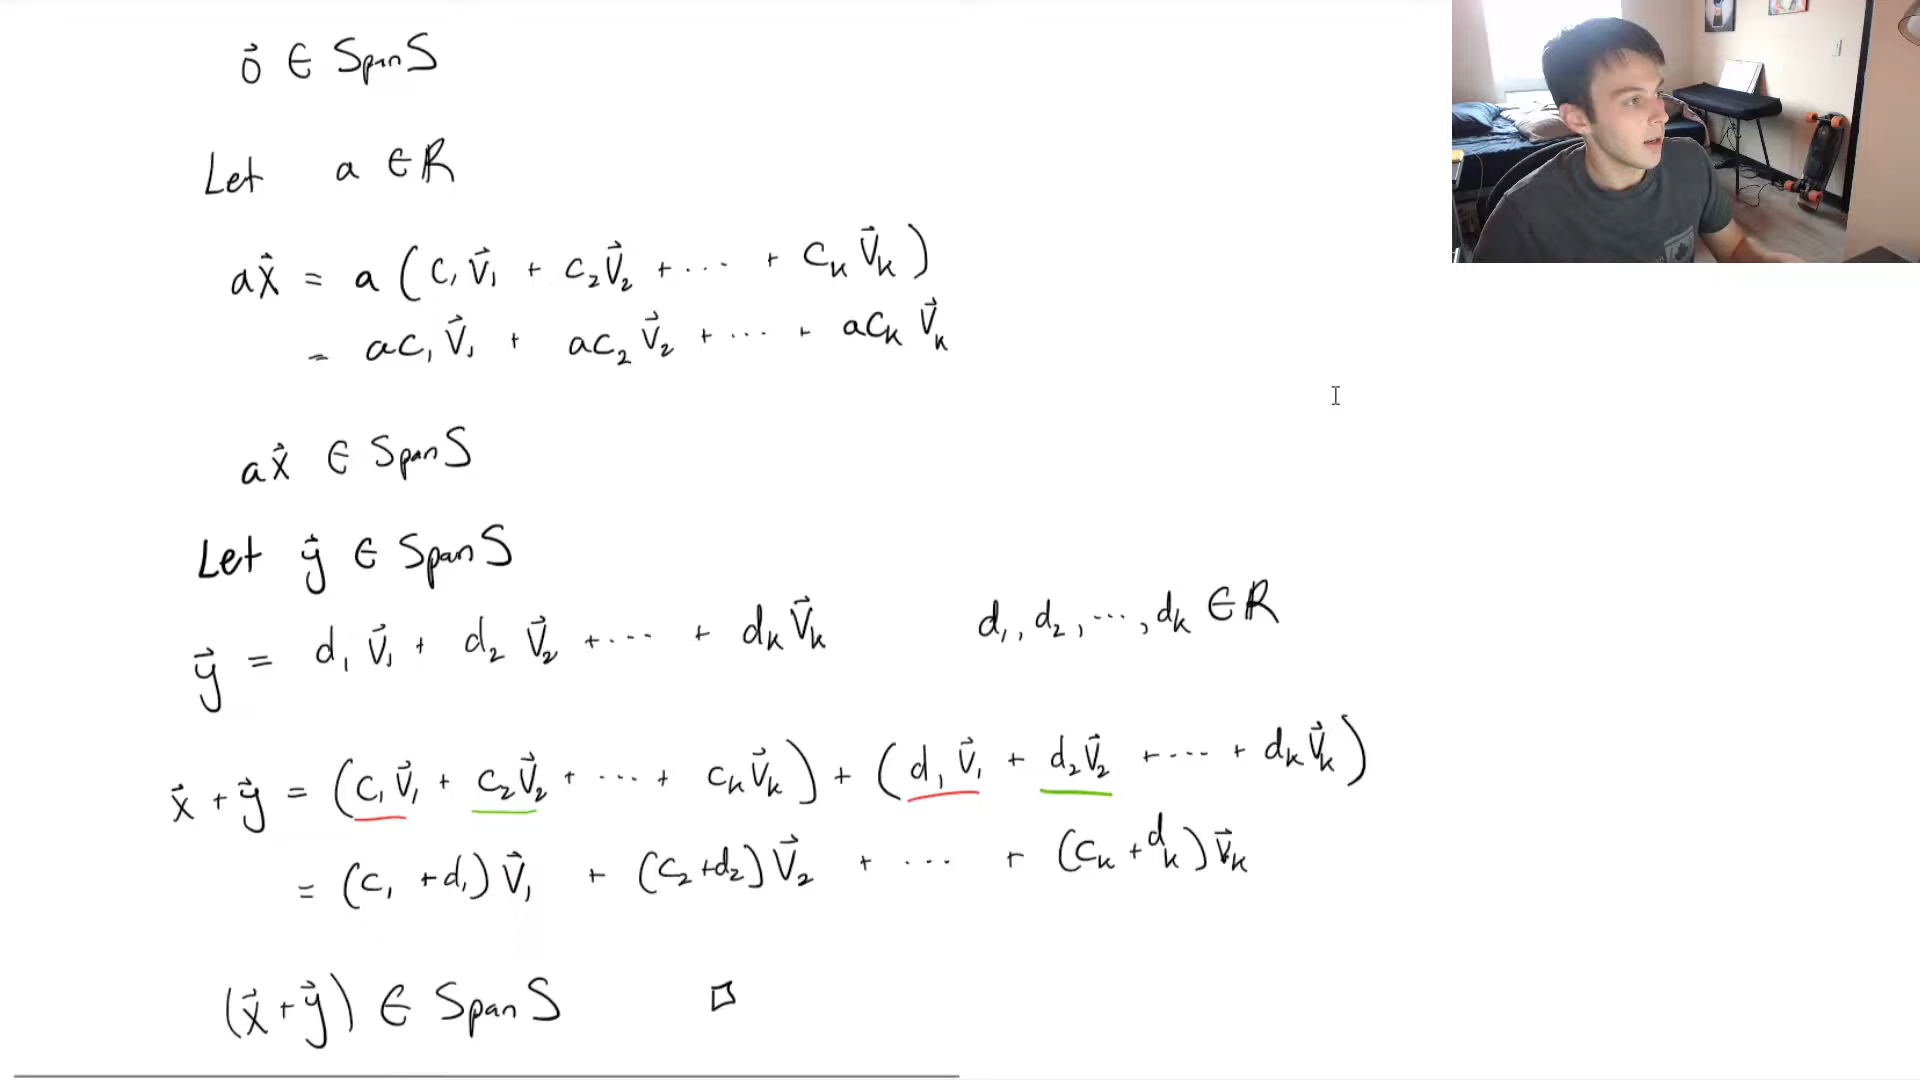 0⃗ ∈ Span S
Let a ∈ ℝ
ax⃗ = a (c₁v⃗₁ + c₂v⃗₂ + ··· + cₖv⃗ₖ)
= ac₁v⃗₁ + ac₂v⃗₂ + ··· + acₖv⃗ₖ
ax⃗ ∈ Span S
Let y⃗ ∈ Span S
y⃗ = d₁v⃗₁ + d₂v⃗₂ + ··· + dₖv⃗ₖ d₁, d₂, ···, dₖ ∈ ℝ
x⃗ + y⃗ = (c₁v⃗₁ + c₂v⃗₂ + ··· + cₖv⃗ₖ) + (d₁v⃗₁ + d₂v⃗₂ + ··· + dₖv⃗ₖ)
= (c₁ + d₁)v⃗₁ + (c₂ + d₂)v⃗₂ + ··· + (cₖ + dₖ)v⃗ₖ
(x⃗ + y⃗) ∈ Span S □